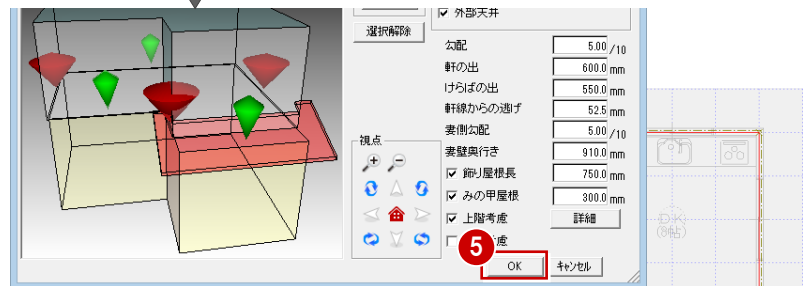 外部天井
選択解除
勾配 5.00 /10
軒の出 600.0 mm
けらばの出 550.0 mm
軒線からの逃げ 52.5 mm
妻側勾配 5.00 /10
視点
妻壁奥行き 910.0 mm
飾り屋根長 750.0 mm
みの甲屋根 300.0 mm
上階考慮 詳細
慮
5
OK キャンセル
DK
(8帖)